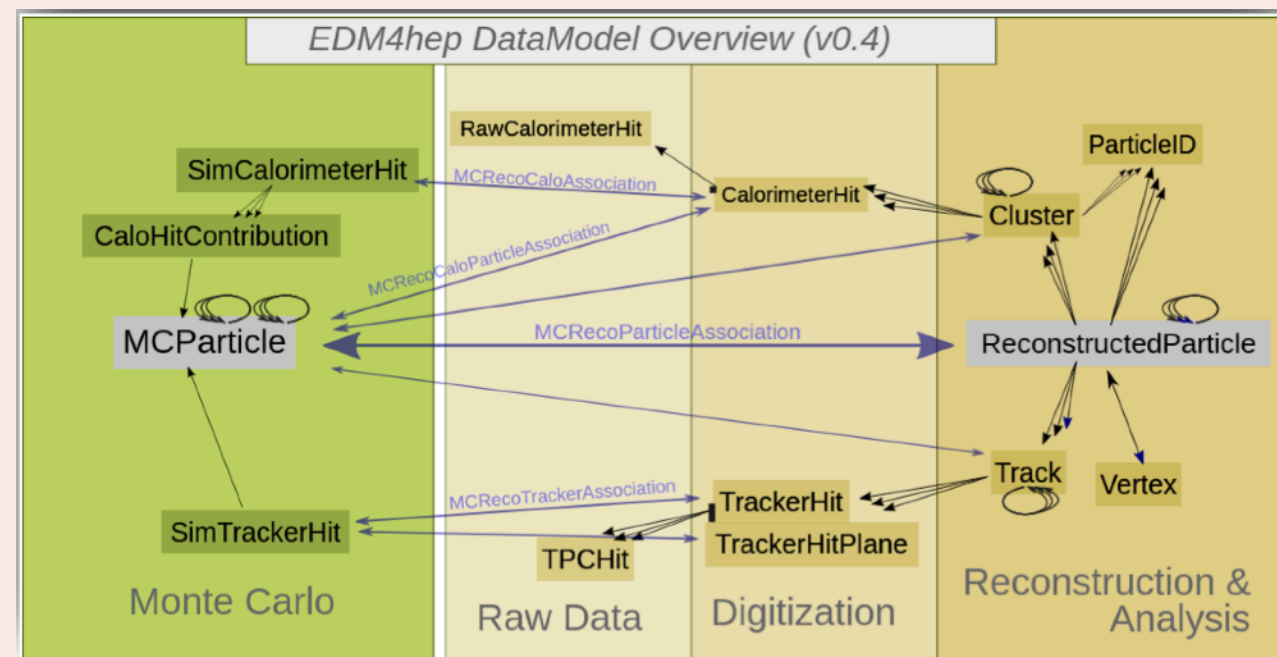 EDM4hep DataModel Overview (v0.4)
RawCalorimeterHit
ParticleID
SimCalorimeterHit
MCRecoCaloAssociation
CalorimeterHit
Cluster
CaloHitContribution
MCRecoCaloParticleAssociation
MCParticle
MCRecoParticleAssociation
ReconstructedParticle
Track
Vertex
MCRecoTrackerAssociation
TrackerHit
SimTrackerHit
TrackerHitPlane
TPCHit
Monte Carlo
Raw Data
Digitization
Reconstruction &
Analysis